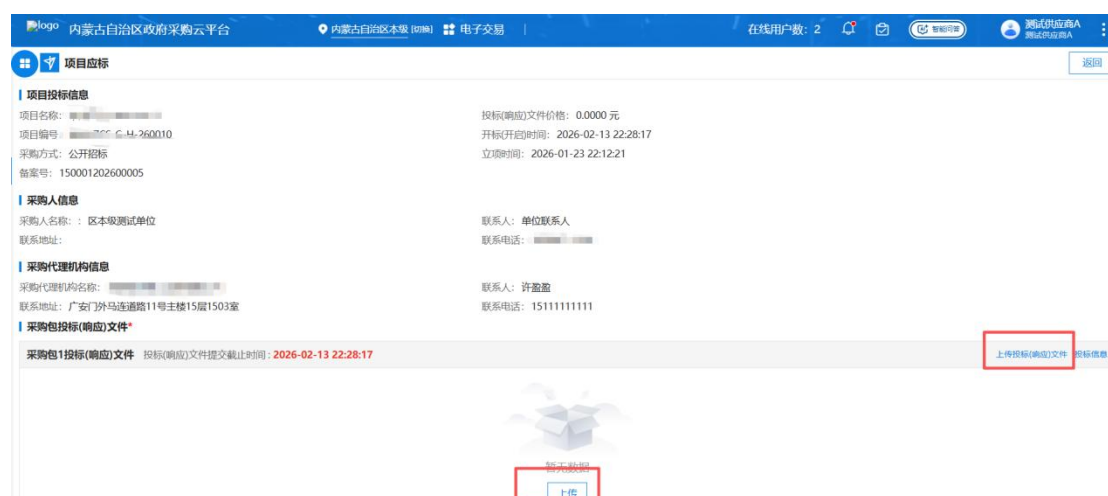 logo 内蒙古自治区政府采购云平台 内蒙古自治区本级 [切换] 电子交易 在线用户数: 2 智能问答 测试供应商A
测试供应商A
项目应标 返回
项目投标信息
项目名称: 投标(响应)文件价格: 0.0000 元
项目编号: C-H-260010 开标(开启)时间: 2026-02-13 22:28:17
采购方式: 公开招标 立项时间: 2026-01-23 22:12:21
备案号: 150001202600005
采购人信息
采购人名称: : 区本级测试单位 联系人: 单位联系人
联系地址: 联系电话:
采购代理机构信息
采购代理机构名称: 联系人: 许盈盈
联系地址: 广安门外马连道路11号主楼15层1503室 联系电话: 15111111111
采购包投标(响应)文件*
采购包1投标(响应)文件 投标(响应)文件提交截止时间: 2026-02-13 22:28:17 上传投标(响应)文件 投标信息
暂无数据
上传